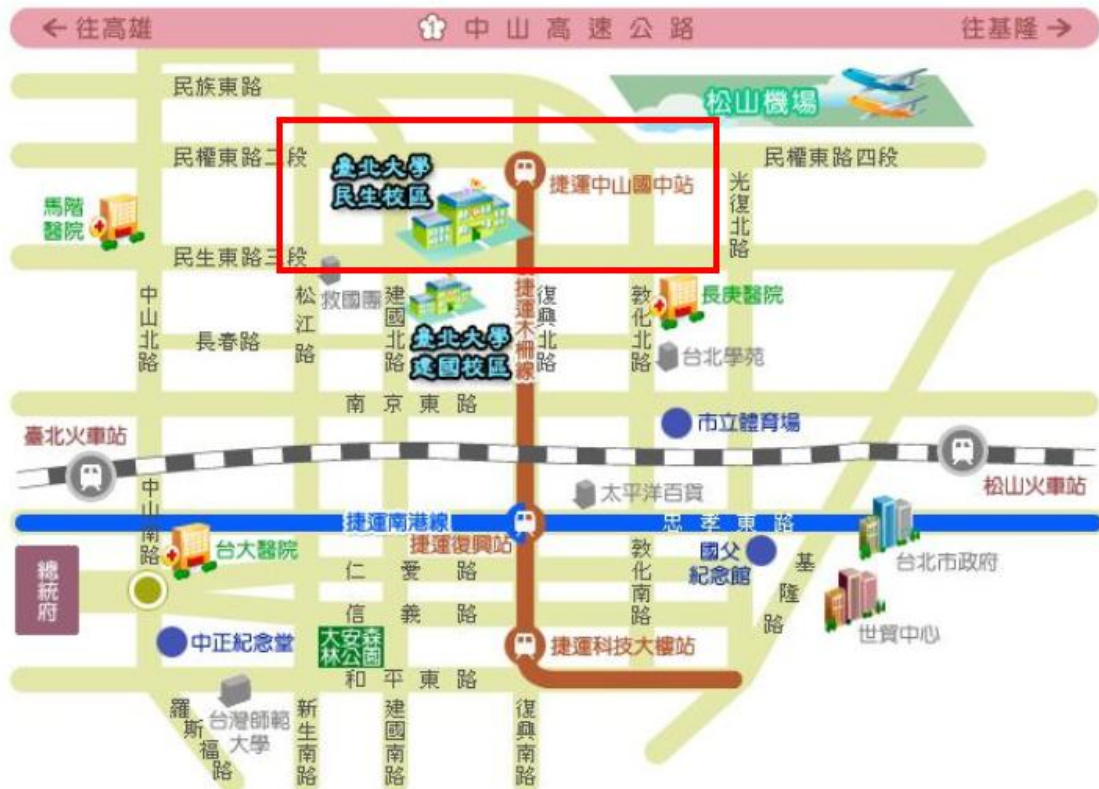 ← 往高雄
1 中山高速公路
往基隆 →
民族東路
松山機場
民權東路二段
臺北大學
民生校區
捷運中山國中站
民權東路四段
光復北路
馬階
醫院
民生東路三段
救國團
中山北路
松江路
建國北路
捷運木柵線
復興北路
敦化北路
長庚醫院
長春路
臺北大學
建國校區
台北學苑
南京東路
市立體育場
臺北火車站
松山火車站
中山南路
太平洋百貨
捷運南港線
忠孝東路
捷運復興站
台大醫院
國父
紀念館
台北市政府
總統府
仁愛路
敦化南路
基隆路
信義路
世貿中心
中正紀念堂
大安森
林公園
捷運科技大樓站
和平東路
羅斯福路
台灣師範
大學
新生南路
建國南路
復興南路